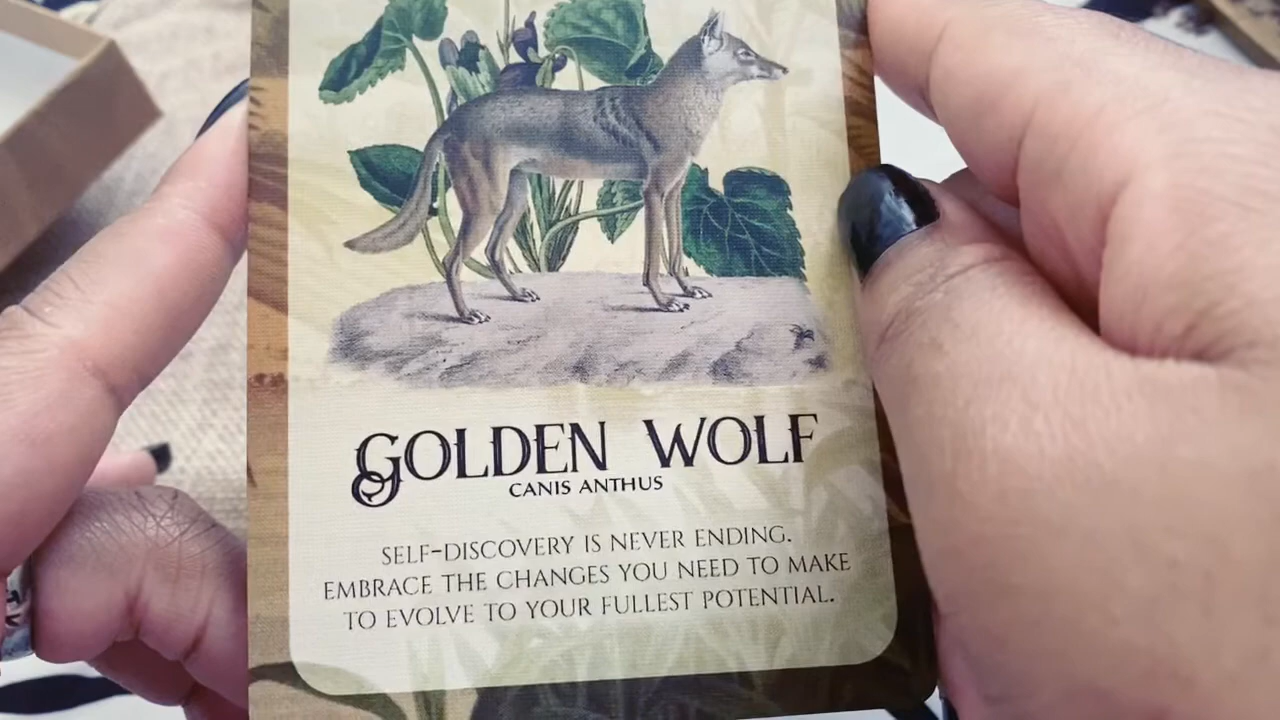 GOLDEN WOLF
CANIS ANTHUS
SELF-DISCOVERY IS NEVER ENDING.
EMBRACE THE CHANGES YOU NEED TO MAKE
TO EVOLVE TO YOUR FULLEST POTENTIAL.